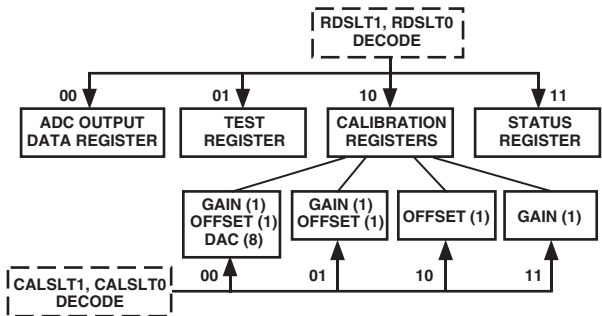 RDSLT1, RDSLT0
DECODE
00
01
10
11
ADC OUTPUT
DATA REGISTER
TEST
REGISTER
CALIBRATION
REGISTERS
STATUS
REGISTER
GAIN (1)
OFFSET (1)
DAC (8)
GAIN (1)
OFFSET (1)
OFFSET (1)
GAIN (1)
CALSLT1, CALSLT0
DECODE
00
01
10
11